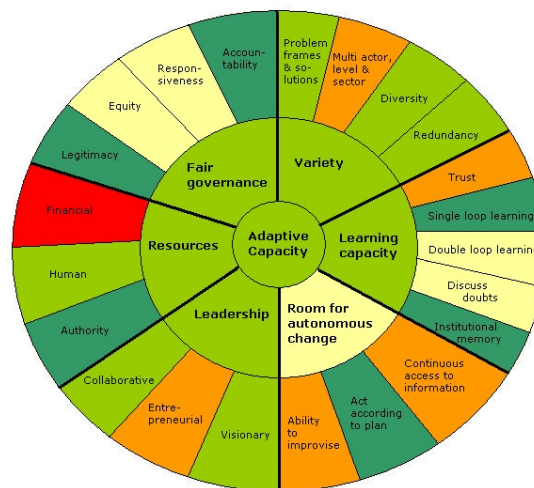 Problem
frames
& so-
lutions
Multi actor,
level &
sector
Diversity
Redundancy
Trust
Single loop learning
Double loop learning
Discuss
doubts
Institutional
memory
Continuous
access to
information
Act
according
to plan
Ability
to
improvise
Visionary
Entre-
preneurial
Collaborative
Authority
Human
Financial
Legitimacy
Equity
Respon-
siveness
Accoun-
tability
Fair
governance
Variety
Learning
capacity
Room for
autonomous
change
Leadership
Resources
Adaptive
Capacity